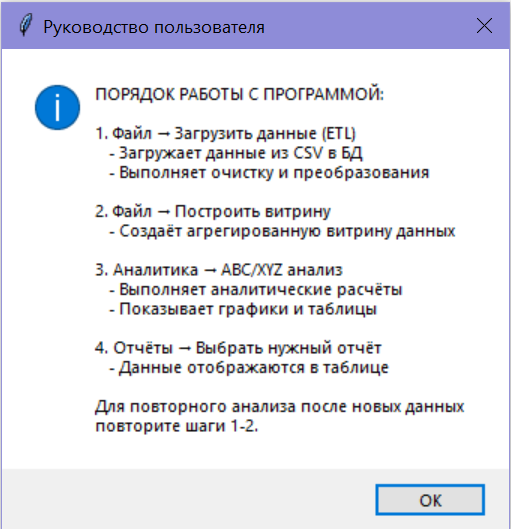 Руководство пользователя
ПОРЯДОК РАБОТЫ С ПРОГРАММОЙ:
1. Файл → Загрузить данные (ETL)
- Загружает данные из CSV в БД
- Выполняет очистку и преобразования
2. Файл → Построить витрину
- Создаёт агрегированную витрину данных
3. Аналитика → ABC/XYZ анализ
- Выполняет аналитические расчёты
- Показывает графики и таблицы
4. Отчёты → Выбрать нужный отчёт
- Данные отображаются в таблице
Для повторного анализа после новых данных
повторите шаги 1-2.
ОК